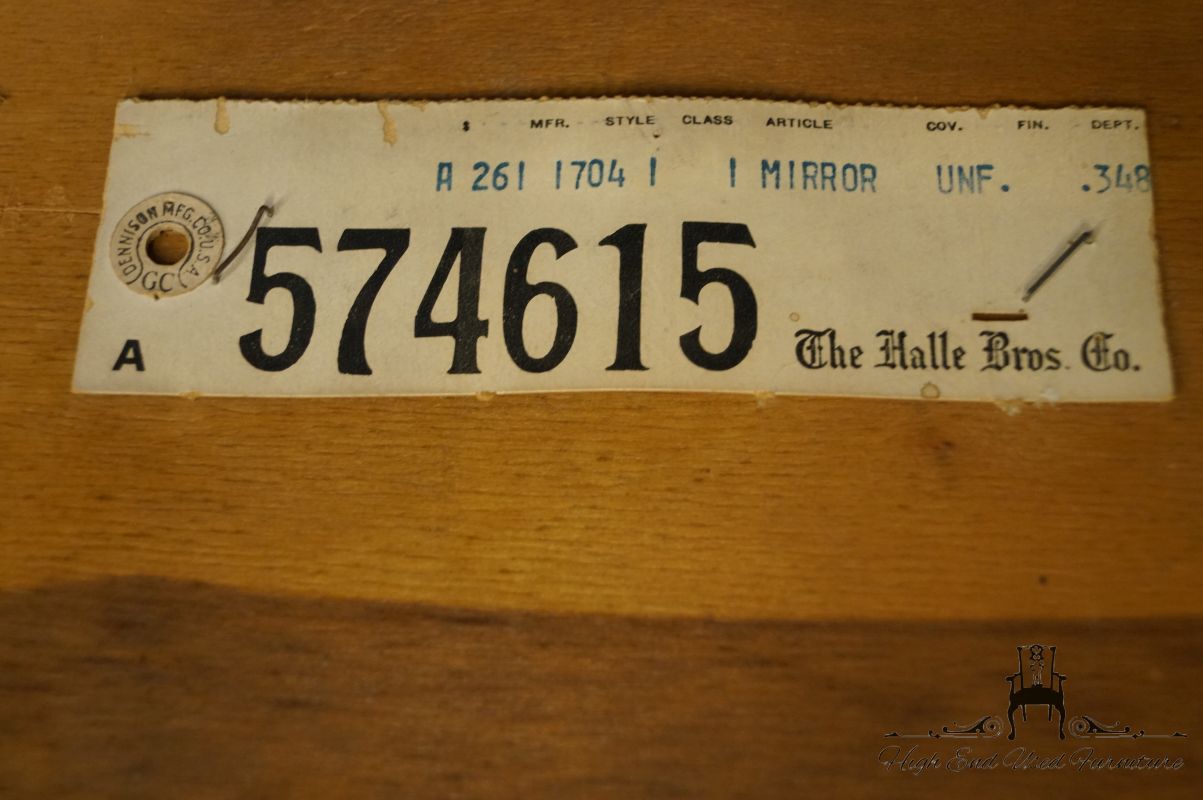 $ MFR. STYLE CLASS ARTICLE COV. FIN. DEPT.
A 261 1704 1 1 MIRROR UNF. .348
DENNISON MFG.CO. U.S.A.
GC
574615
A
The Halle Bros. Co.
High End Used Furniture